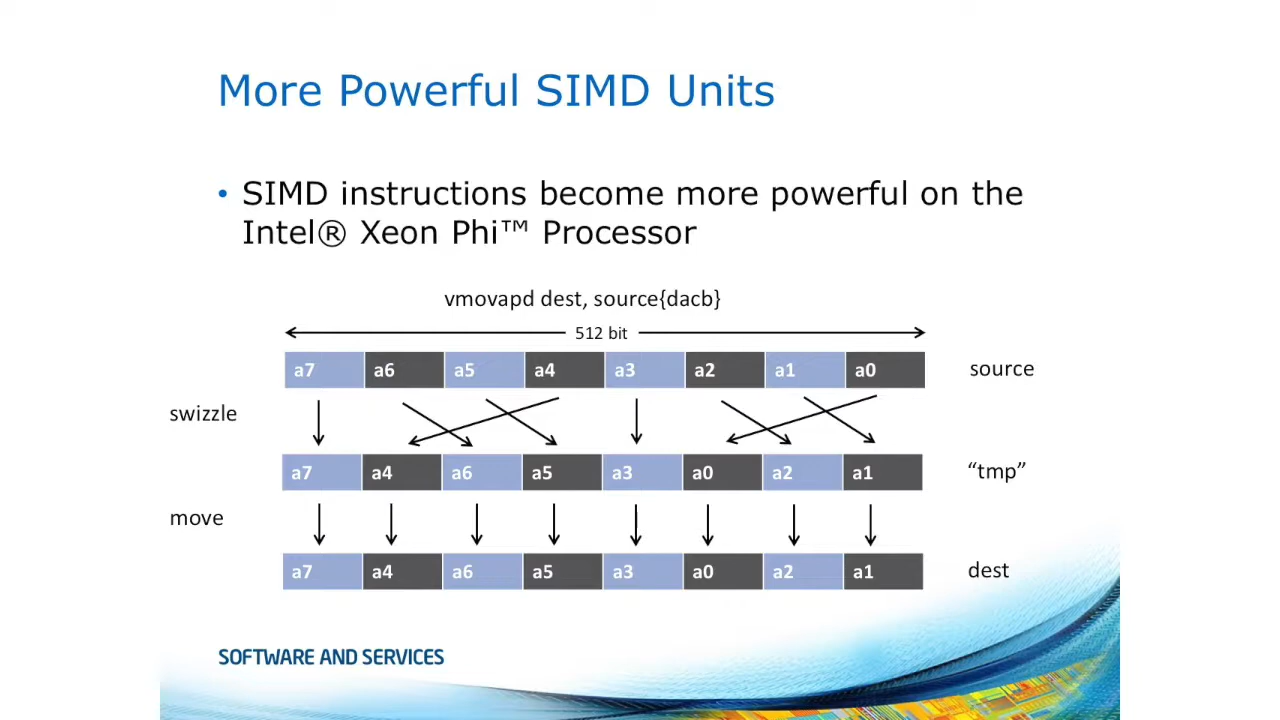 More Powerful SIMD Units
• SIMD instructions become more powerful on the
Intel® Xeon Phi™ Processor
vmovapd dest, source{dacb}
512 bit
a7 a6 a5 a4 a3 a2 a1 a0 source
swizzle
a7 a4 a6 a5 a3 a0 a2 a1 “tmp”
move
a7 a4 a6 a5 a3 a0 a2 a1 dest
SOFTWARE AND SERVICES